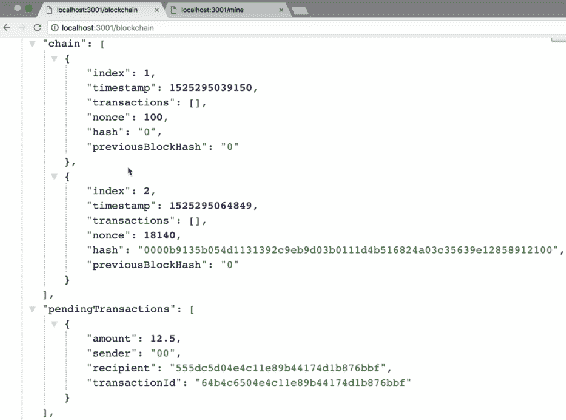 localhost:3001/blockchain
localhost:3001/mine
localhost:3001/blockchain
"chain": [
{
"index": 1,
"timestamp": 1525295039150,
"transactions": [],
"nonce": 100,
"hash": "0",
"previousBlockHash": "0"
},
{
"index": 2,
"timestamp": 1525295064849,
"transactions": [],
"nonce": 18140,
"hash": "0000b9135b054d1131392c9eb9d03b0111d4b516824a03c35639e12858912100",
"previousBlockHash": "0"
}
],
"pendingTransactions": [
{
"amount": 12.5,
"sender": "00",
"recipient": "555dc5d04e4c11e89b44174d1b876bbf",
"transactionId": "64b4c6504e4c11e89b44174d1b876bbf"
}
],